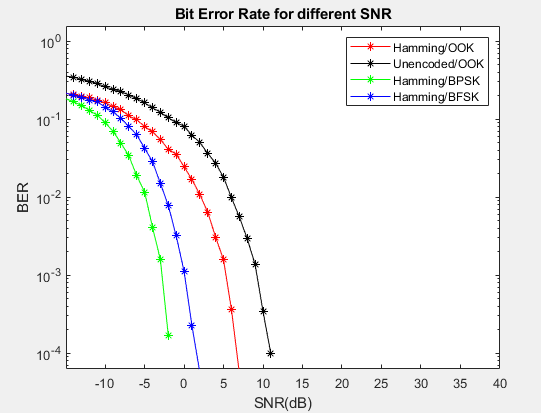 Bit Error Rate for different SNR
10^0
10^-1
10^-2
10^-3
10^-4
BER
Hamming/OOK
Unencoded/OOK
Hamming/BPSK
Hamming/BFSK
-10 -5 0 5 10 15 20 25 30 35 40
SNR(dB)